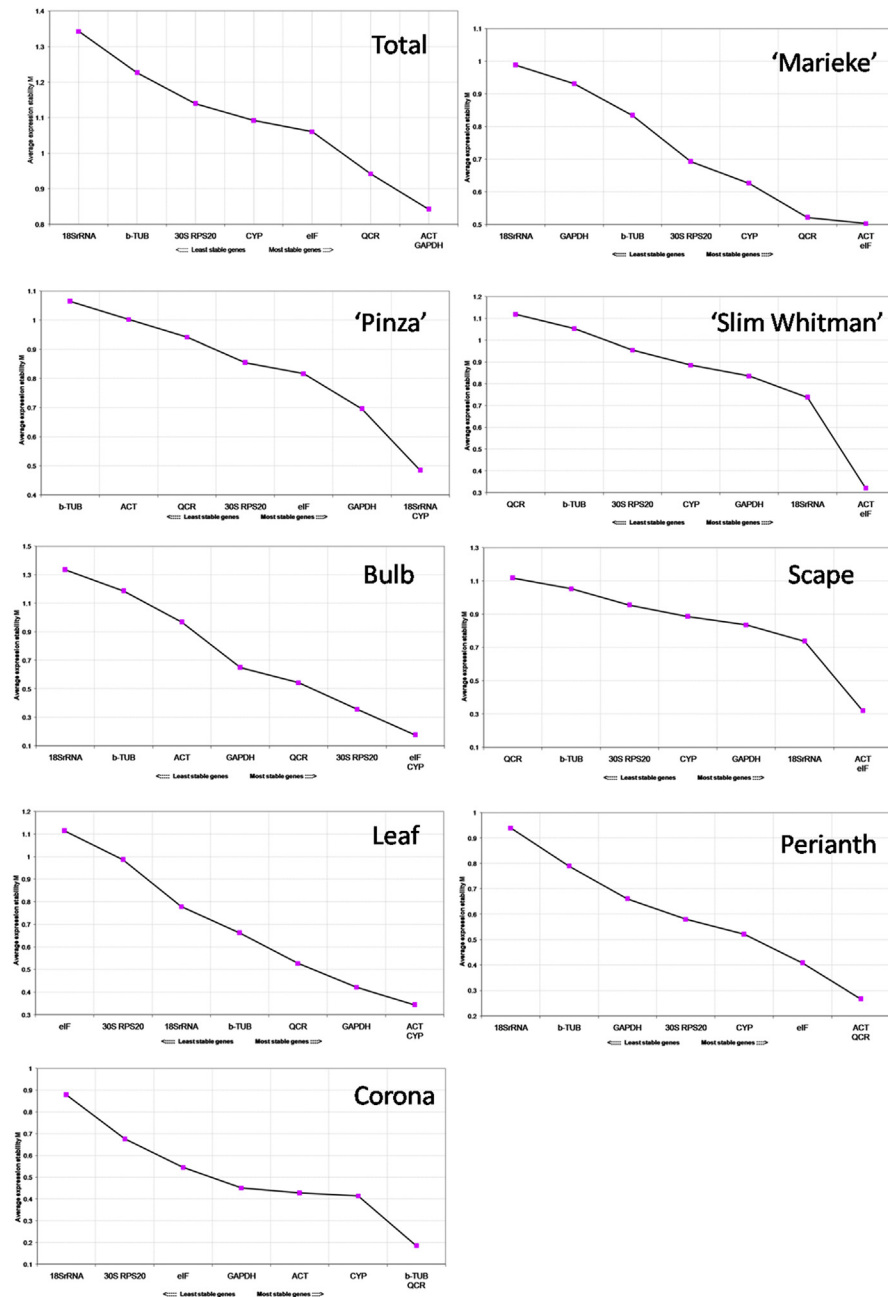 Total
Average expression stability M
1.4
1.3
1.2
1.1
1
0.9
0.8
18SrRNA b-TUB 30S RPS20 CYP eIF QCR ACT
GAPDH
Least stable genes Most stable genes
‘Marieke’
Average expression stability M
1.1
1
0.9
0.8
0.7
0.6
0.5
18SrRNA GAPDH b-TUB 30S RPS20 CYP QCR ACT
eIF
Least stable genes Most stable genes
‘Pinza’
Average expression stability M
1.1
1
0.9
0.8
0.7
0.6
0.5
0.4
b-TUB ACT QCR 30S RPS20 eIF GAPDH 18SrRNA
CYP
Least stable genes Most stable genes
‘Slim Whitman’
Average expression stability M
1.2
1.1
1
0.9
0.8
0.7
0.6
0.5
0.4
0.3
QCR b-TUB 30S RPS20 CYP GAPDH 18SrRNA ACT
eIF
Least stable genes Most stable genes
Bulb
Average expression stability M
1.5
1.3
1.1
0.9
0.7
0.5
0.3
0.1
18SrRNA b-TUB ACT GAPDH QCR 30S RPS20 eIF
CYP
Least stable genes Most stable genes
Scape
Average expression stability M
1.3
1.1
0.9
0.7
0.5
0.3
0.1
QCR b-TUB 30S RPS20 CYP GAPDH 18SrRNA ACT
eIF
Least stable genes Most stable genes
Leaf
Average expression stability M
1.2
1.1
1
0.9
0.8
0.7
0.6
0.5
0.4
0.3
eIF 30S RPS20 18SrRNA b-TUB QCR GAPDH ACT
CYP
Least stable genes Most stable genes
Perianth
Average expression stability M
1
0.9
0.8
0.7
0.6
0.5
0.4
0.3
0.2
18SrRNA b-TUB GAPDH 30S RPS20 CYP eIF ACT
QCR
Least stable genes Most stable genes
Corona
Average expression stability M
1
0.9
0.8
0.7
0.6
0.5
0.4
0.3
0.2
0.1
18SrRNA 30S RPS20 eIF GAPDH ACT CYP b-TUB
QCR
Least stable genes Most stable genes